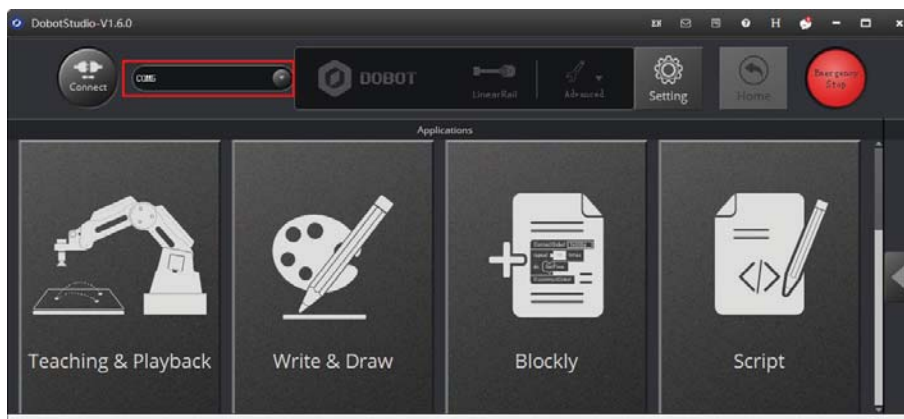 DobotStudio-V1.6.0
H
Connect
COM6
DOBOT
LinearRail
Advanced
Setting
Home
Emergency
Stop
Applications
Teaching & Playback
Write & Draw
Blockly
Script